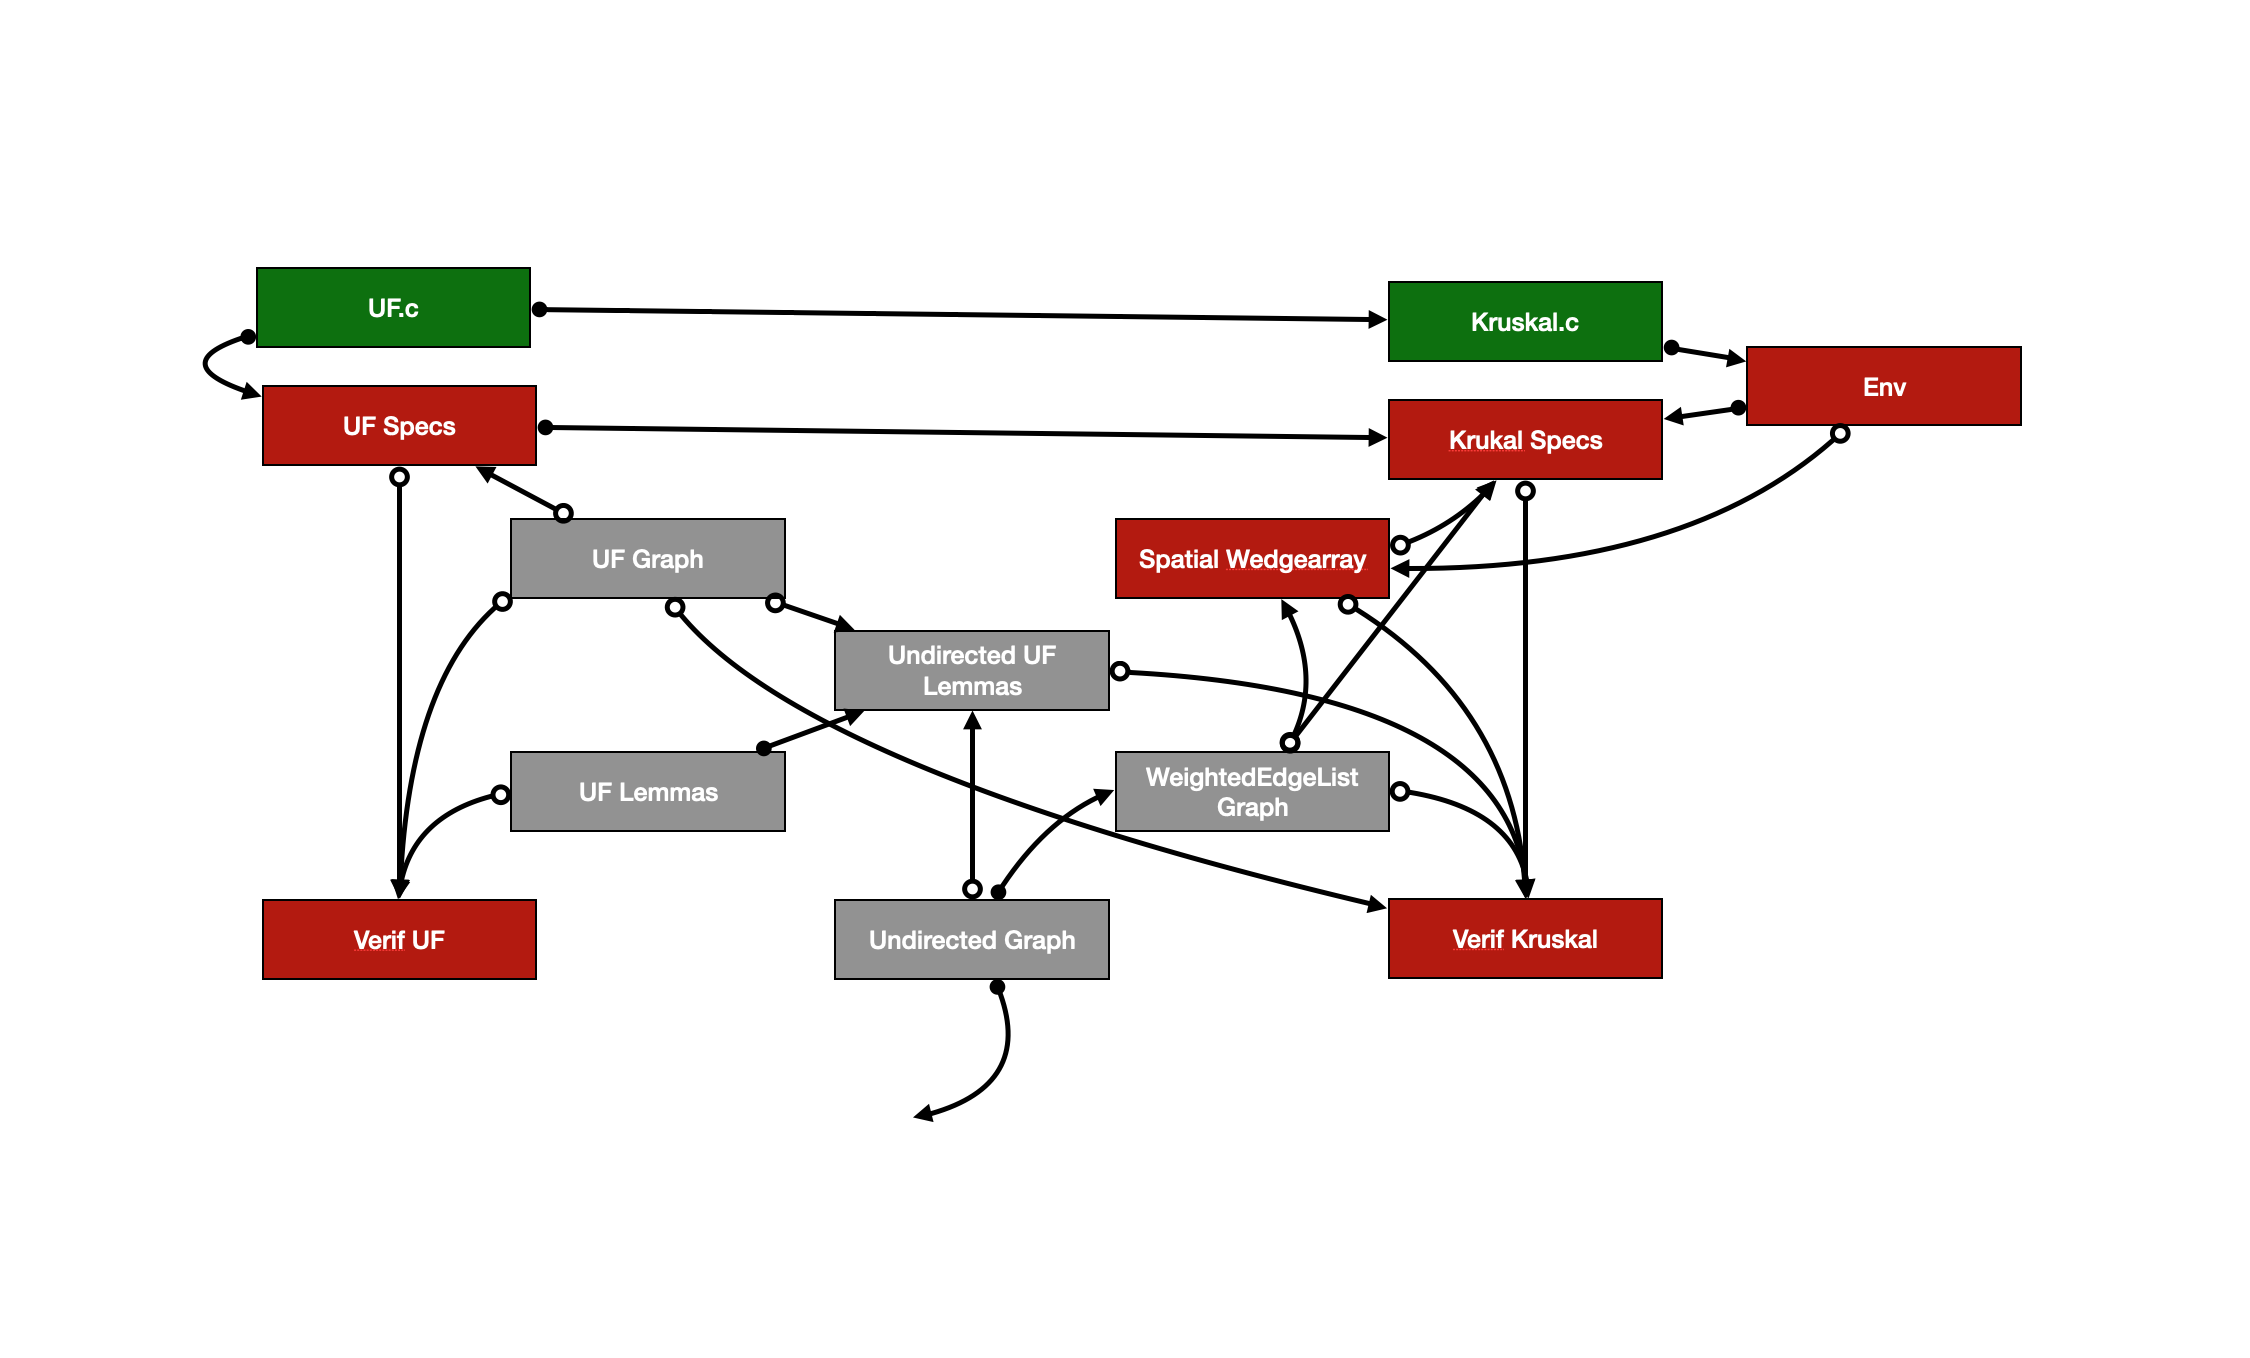 UF.c
Kruskal.c
Env
UF Specs
Krukal Specs
UF Graph
Spatial Wedgearray
Undirected UF
Lemmas
UF Lemmas
WeightedEdgeList
Graph
Verif UF
Undirected Graph
Verif Kruskal